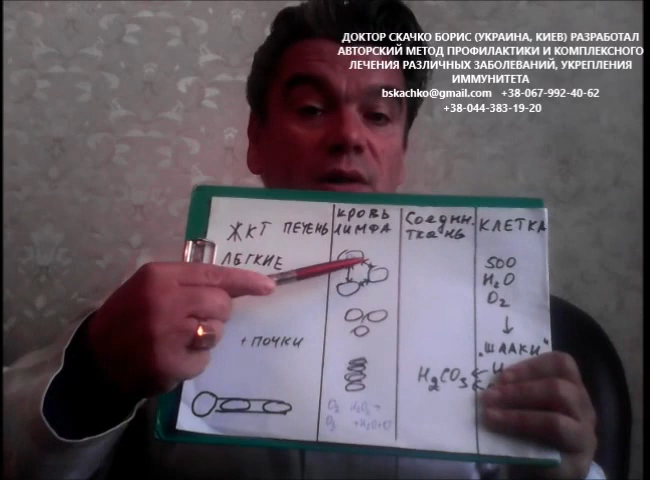 ДОКТОР СКАЧКО БОРИС (УКРАИНА, КИЕВ) РАЗРАБОТАЛ
АВТОРСКИЙ МЕТОД ПРОФИЛАКТИКИ И КОМПЛЕКСНОГО
ЛЕЧЕНИЯ РАЗЛИЧНЫХ ЗАБОЛЕВАНИЙ, УКРЕПЛЕНИЯ
ИММУНИТЕТА
bskachko@gmail.com +38-067-992-40-62
+38-044-383-19-20
ЖКТ ПЕЧЕНЬ
ЛЕГКИЕ
+ ПОЧКИ
КРОВЬ
ЛИМФА
Соедин.
ткань
КЛЕТКА
500
H₂O
O₂
↓
„ШЛАКИ"
H₂CO₃